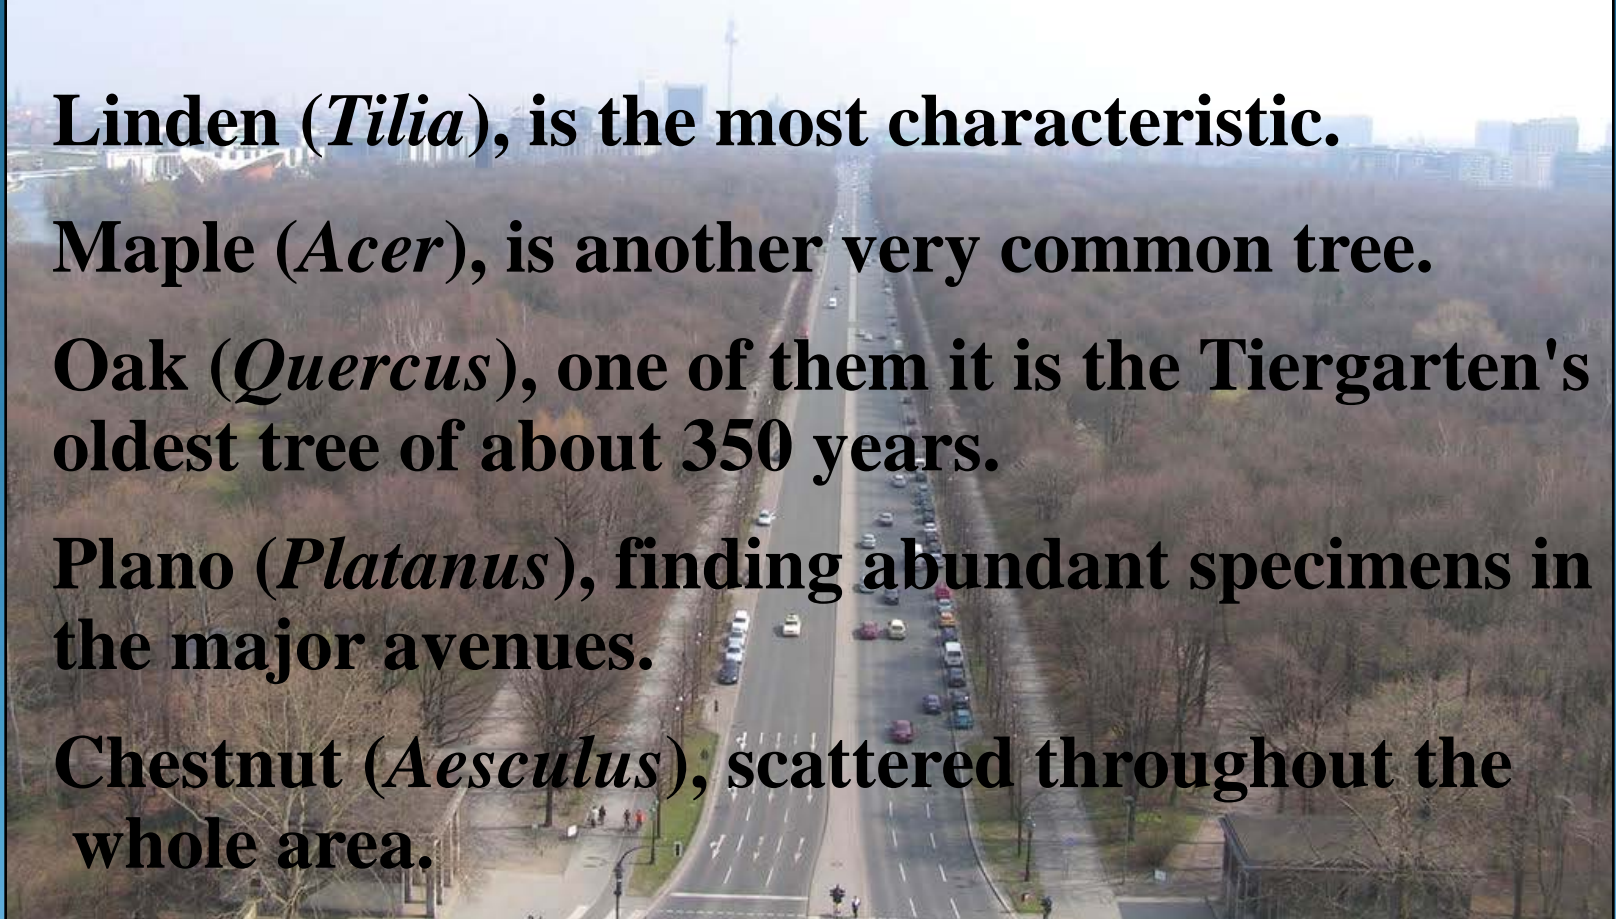 Linden (Tilia), is the most characteristic.
Maple (Acer), is another very common tree.
Oak (Quercus), one of them it is the Tiergarten's
oldest tree of about 350 years.
Plano (Platanus), finding abundant specimens in
the major avenues.
Chestnut (Aesculus), scattered throughout the
whole area.